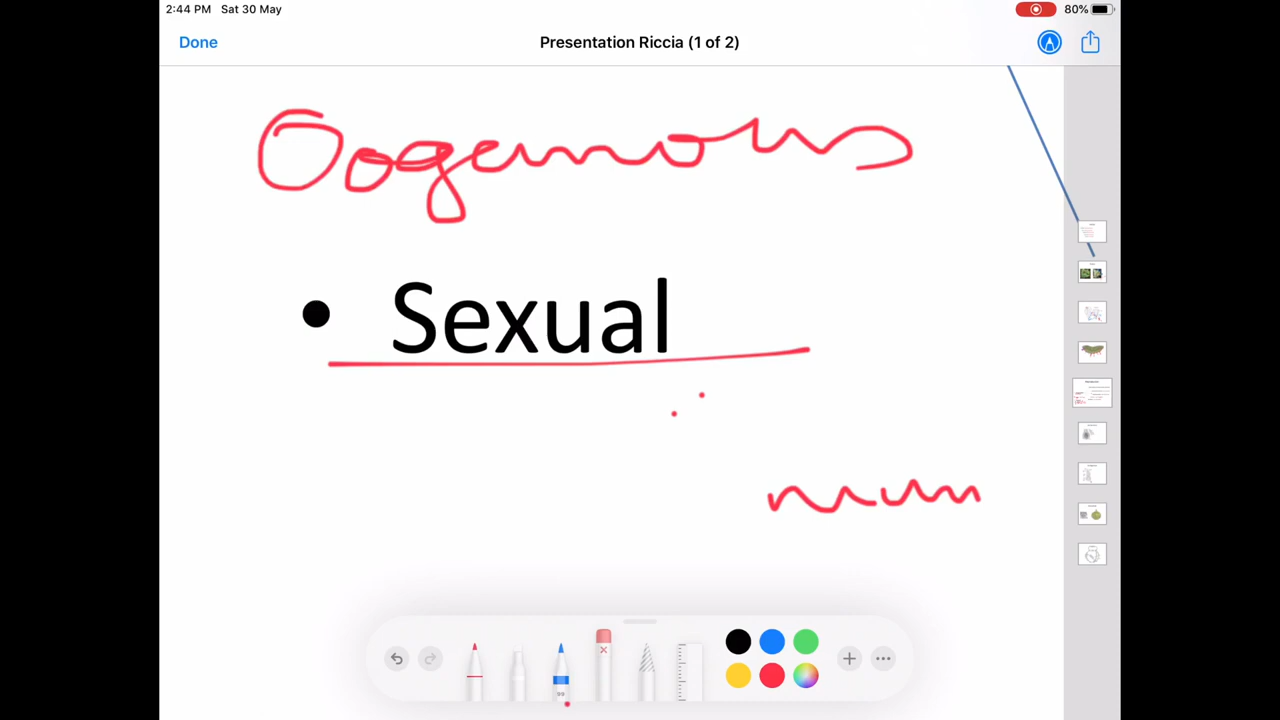 2:44 PM Sat 30 May
80%
Done
Presentation Riccia (1 of 2)
Oogamous
• Sexual